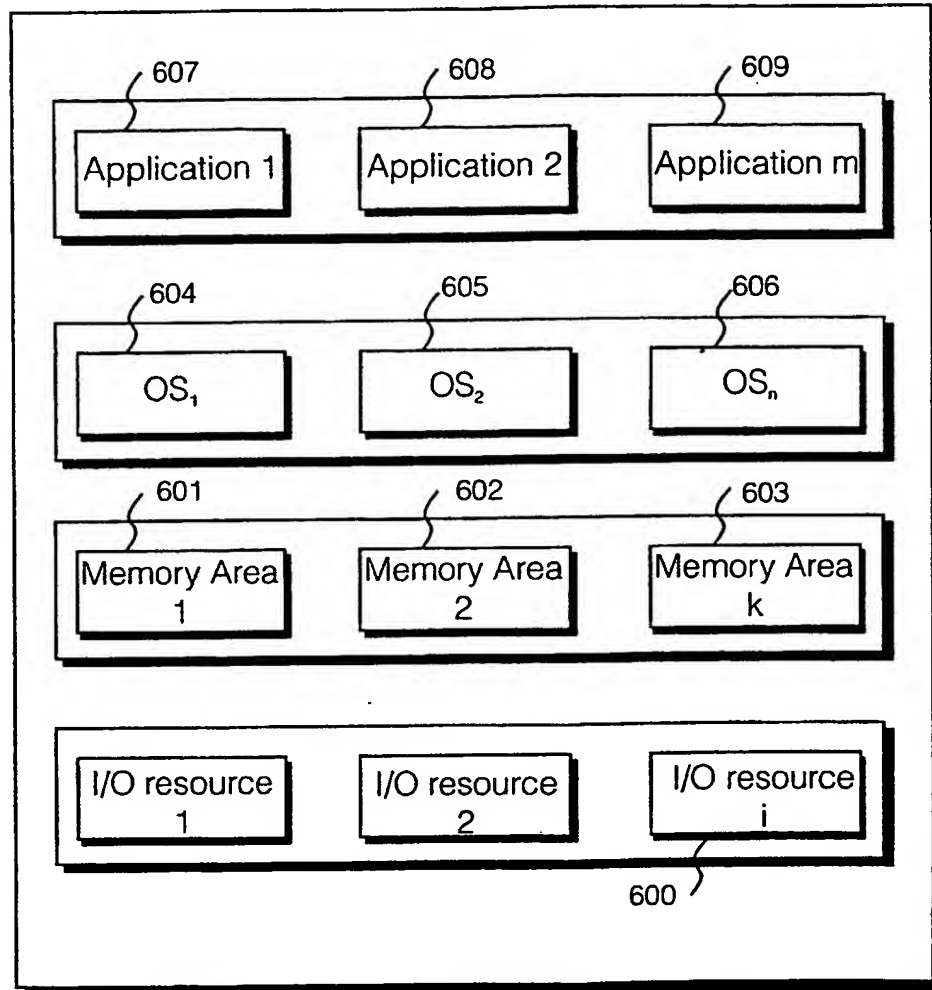 607 608 609
Application 1 Application 2 Application m
604 605 606
OS₁ OS₂ OSₙ
601 602 603
Memory Area Memory Area Memory Area
1 2 k
I/O resource I/O resource I/O resource
1 2 i
600